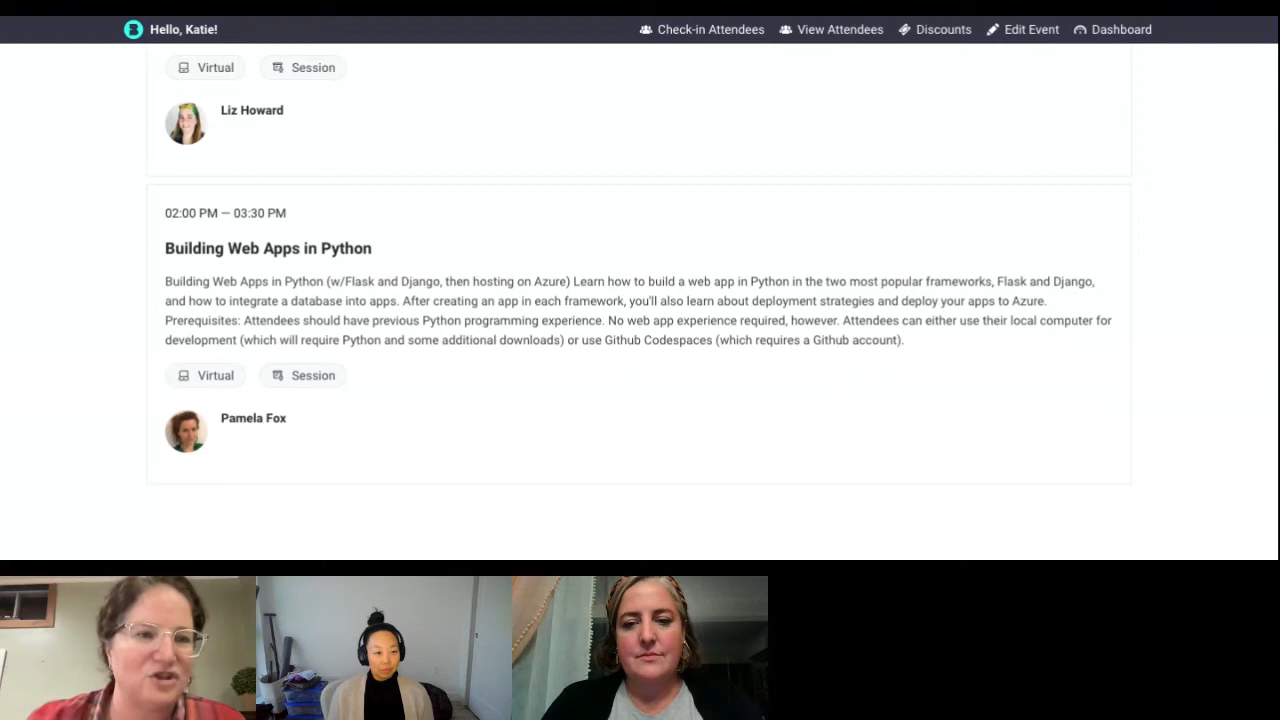 Hello, Katie!
Check-in Attendees
View Attendees
Discounts
Edit Event
Dashboard
Virtual
Session
Liz Howard
02:00 PM — 03:30 PM
Building Web Apps in Python
Building Web Apps in Python (w/Flask and Django, then hosting on Azure) Learn how to build a web app in Python in the two most popular frameworks, Flask and Django,
and how to integrate a database into apps. After creating an app in each framework, you'll also learn about deployment strategies and deploy your apps to Azure.
Prerequisites: Attendees should have previous Python programming experience. No web app experience required, however. Attendees can either use their local computer for
development (which will require Python and some additional downloads) or use Github Codespaces (which requires a Github account).
Virtual
Session
Pamela Fox